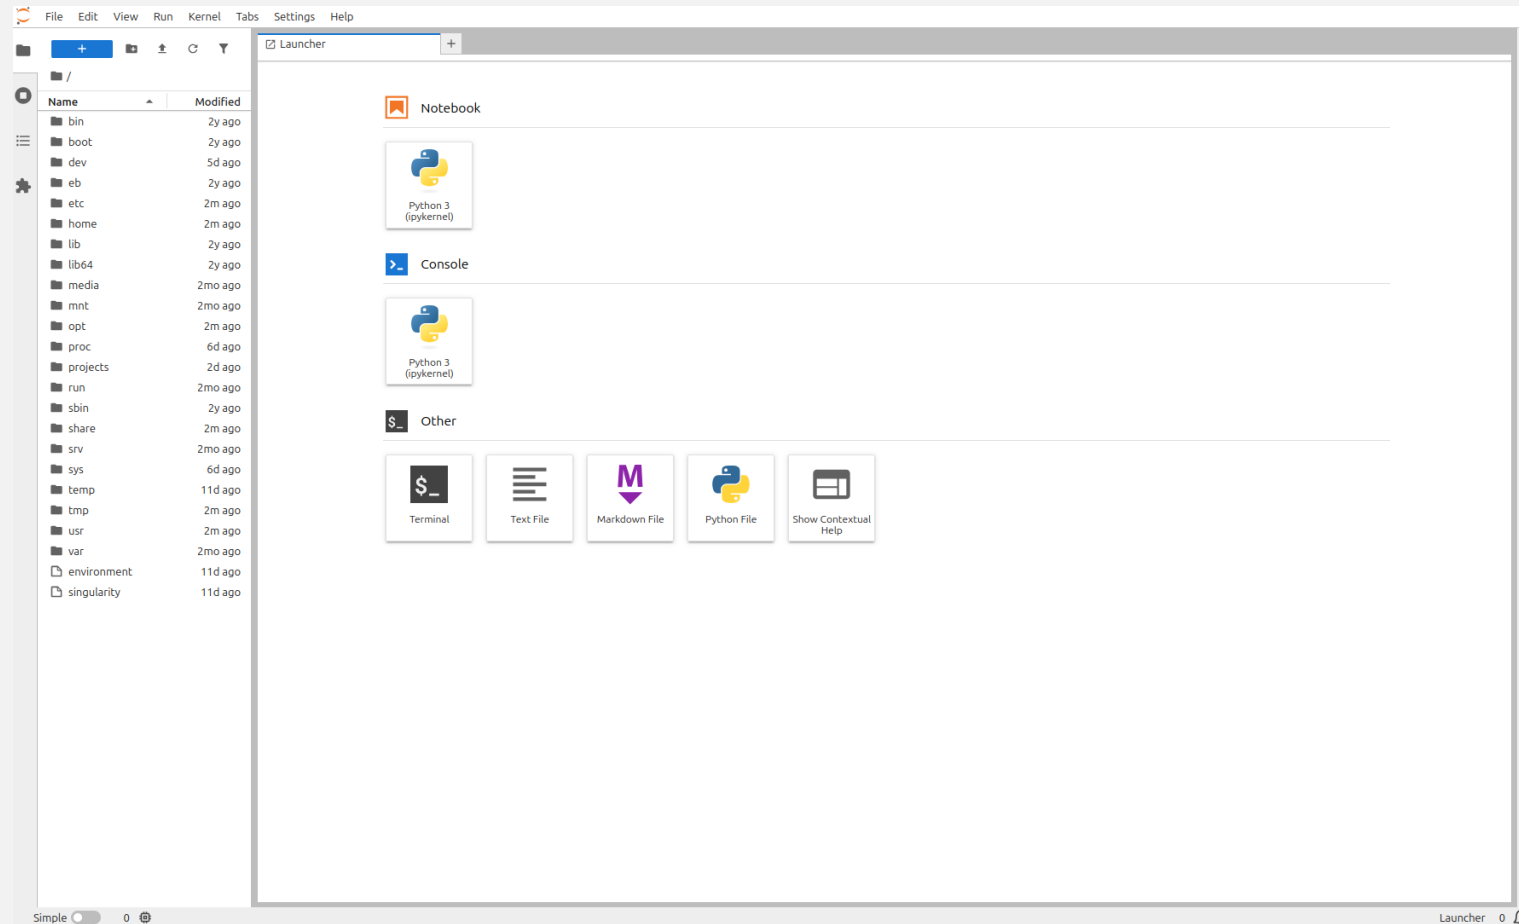 File Edit View Run Kernel Tabs Settings Help
+
/
Name Modified
bin 2y ago
boot 2y ago
dev 5d ago
eb 2y ago
etc 2m ago
home 2m ago
lib 2y ago
lib64 2y ago
media 2mo ago
mnt 2mo ago
opt 2m ago
proc 6d ago
projects 2d ago
run 2mo ago
sbin 2y ago
share 2m ago
srv 2mo ago
sys 6d ago
temp 11d ago
tmp 2m ago
usr 2m ago
var 2mo ago
environment 11d ago
singularity 11d ago
Launcher +
Notebook
Python 3
(ipykernel)
Console
Python 3
(ipykernel)
$_ Other
$_
Terminal
Text File
M
Markdown File
Python File
Show Contextual
Help
Simple 0
Launcher 0